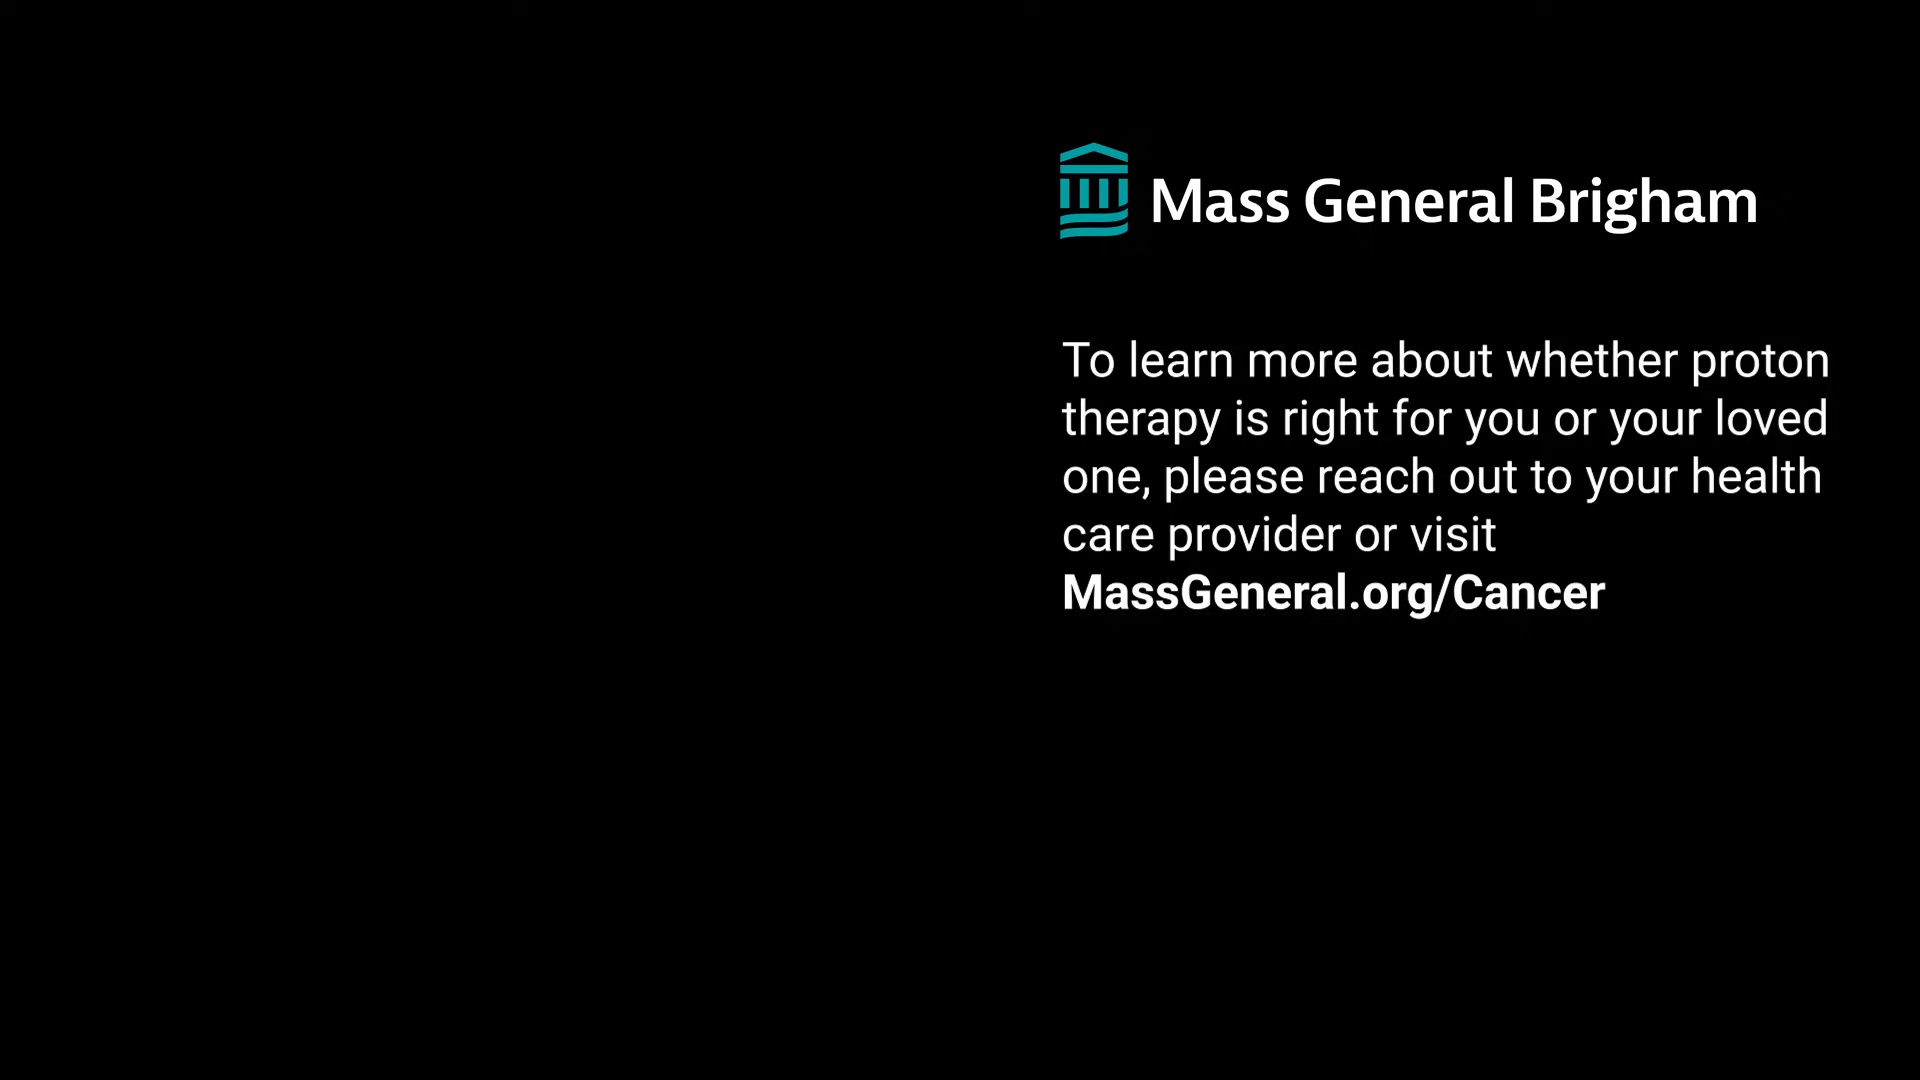 Mass General Brigham
To learn more about whether proton
therapy is right for you or your loved
one, please reach out to your health
care provider or visit
MassGeneral.org/Cancer